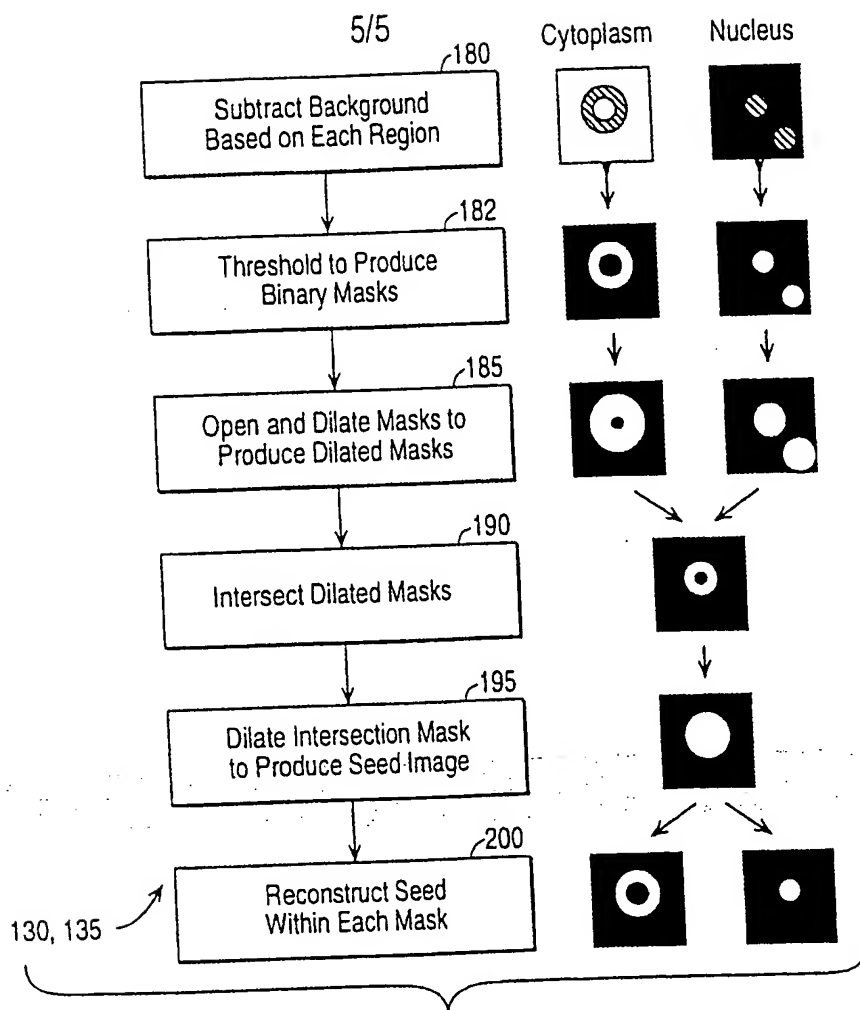 5/5
Cytoplasm
Nucleus
180
Subtract Background
Based on Each Region
182
Threshold to Produce
Binary Masks
185
Open and Dilate Masks to
Produce Dilated Masks
190
Intersect Dilated Masks
195
Dilate Intersection Mask
to Produce Seed Image
200
Reconstruct Seed
Within Each Mask
130, 135